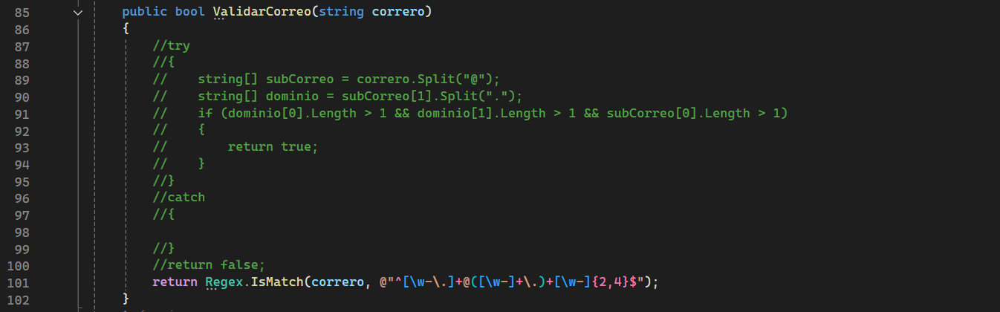 85 public bool ValidarCorreo(string correro)
86 {
87 //try
88 //{
89 //    string[] subCorreo = correro.Split("@");
90 //    string[] dominio = subCorreo[1].Split(".");
91 //    if (dominio[0].Length > 1 && dominio[1].Length > 1 && subCorreo[0].Length > 1)
92 //    {
93 //        return true;
94 //    }
95 //}
96 //catch
97 //{
98
99 //}
100 //return false;
101 return Regex.IsMatch(correro, @"^[\w-\.]+@([\w-]+\.)+[\w-]{2,4}$");
102 }